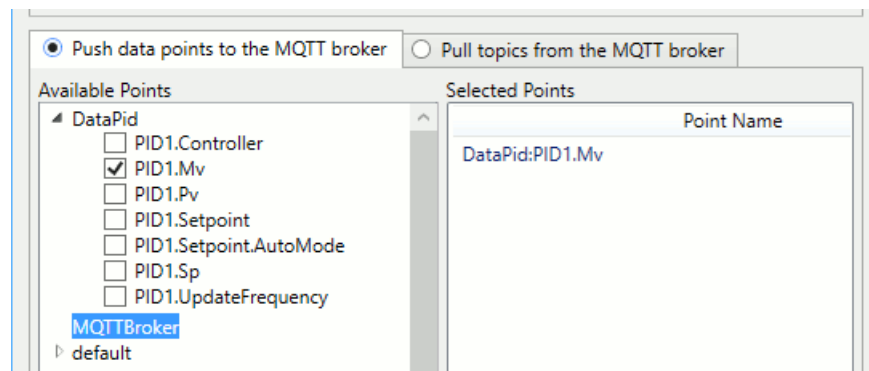 Push data points to the MQTT broker
Pull topics from the MQTT broker
Available Points
DataPid
PID1.Controller
PID1.Mv
PID1.Pv
PID1.Setpoint
PID1.Setpoint.AutoMode
PID1.Sp
PID1.UpdateFrequency
MQTTBroker
default
Selected Points
Point Name
DataPid:PID1.Mv